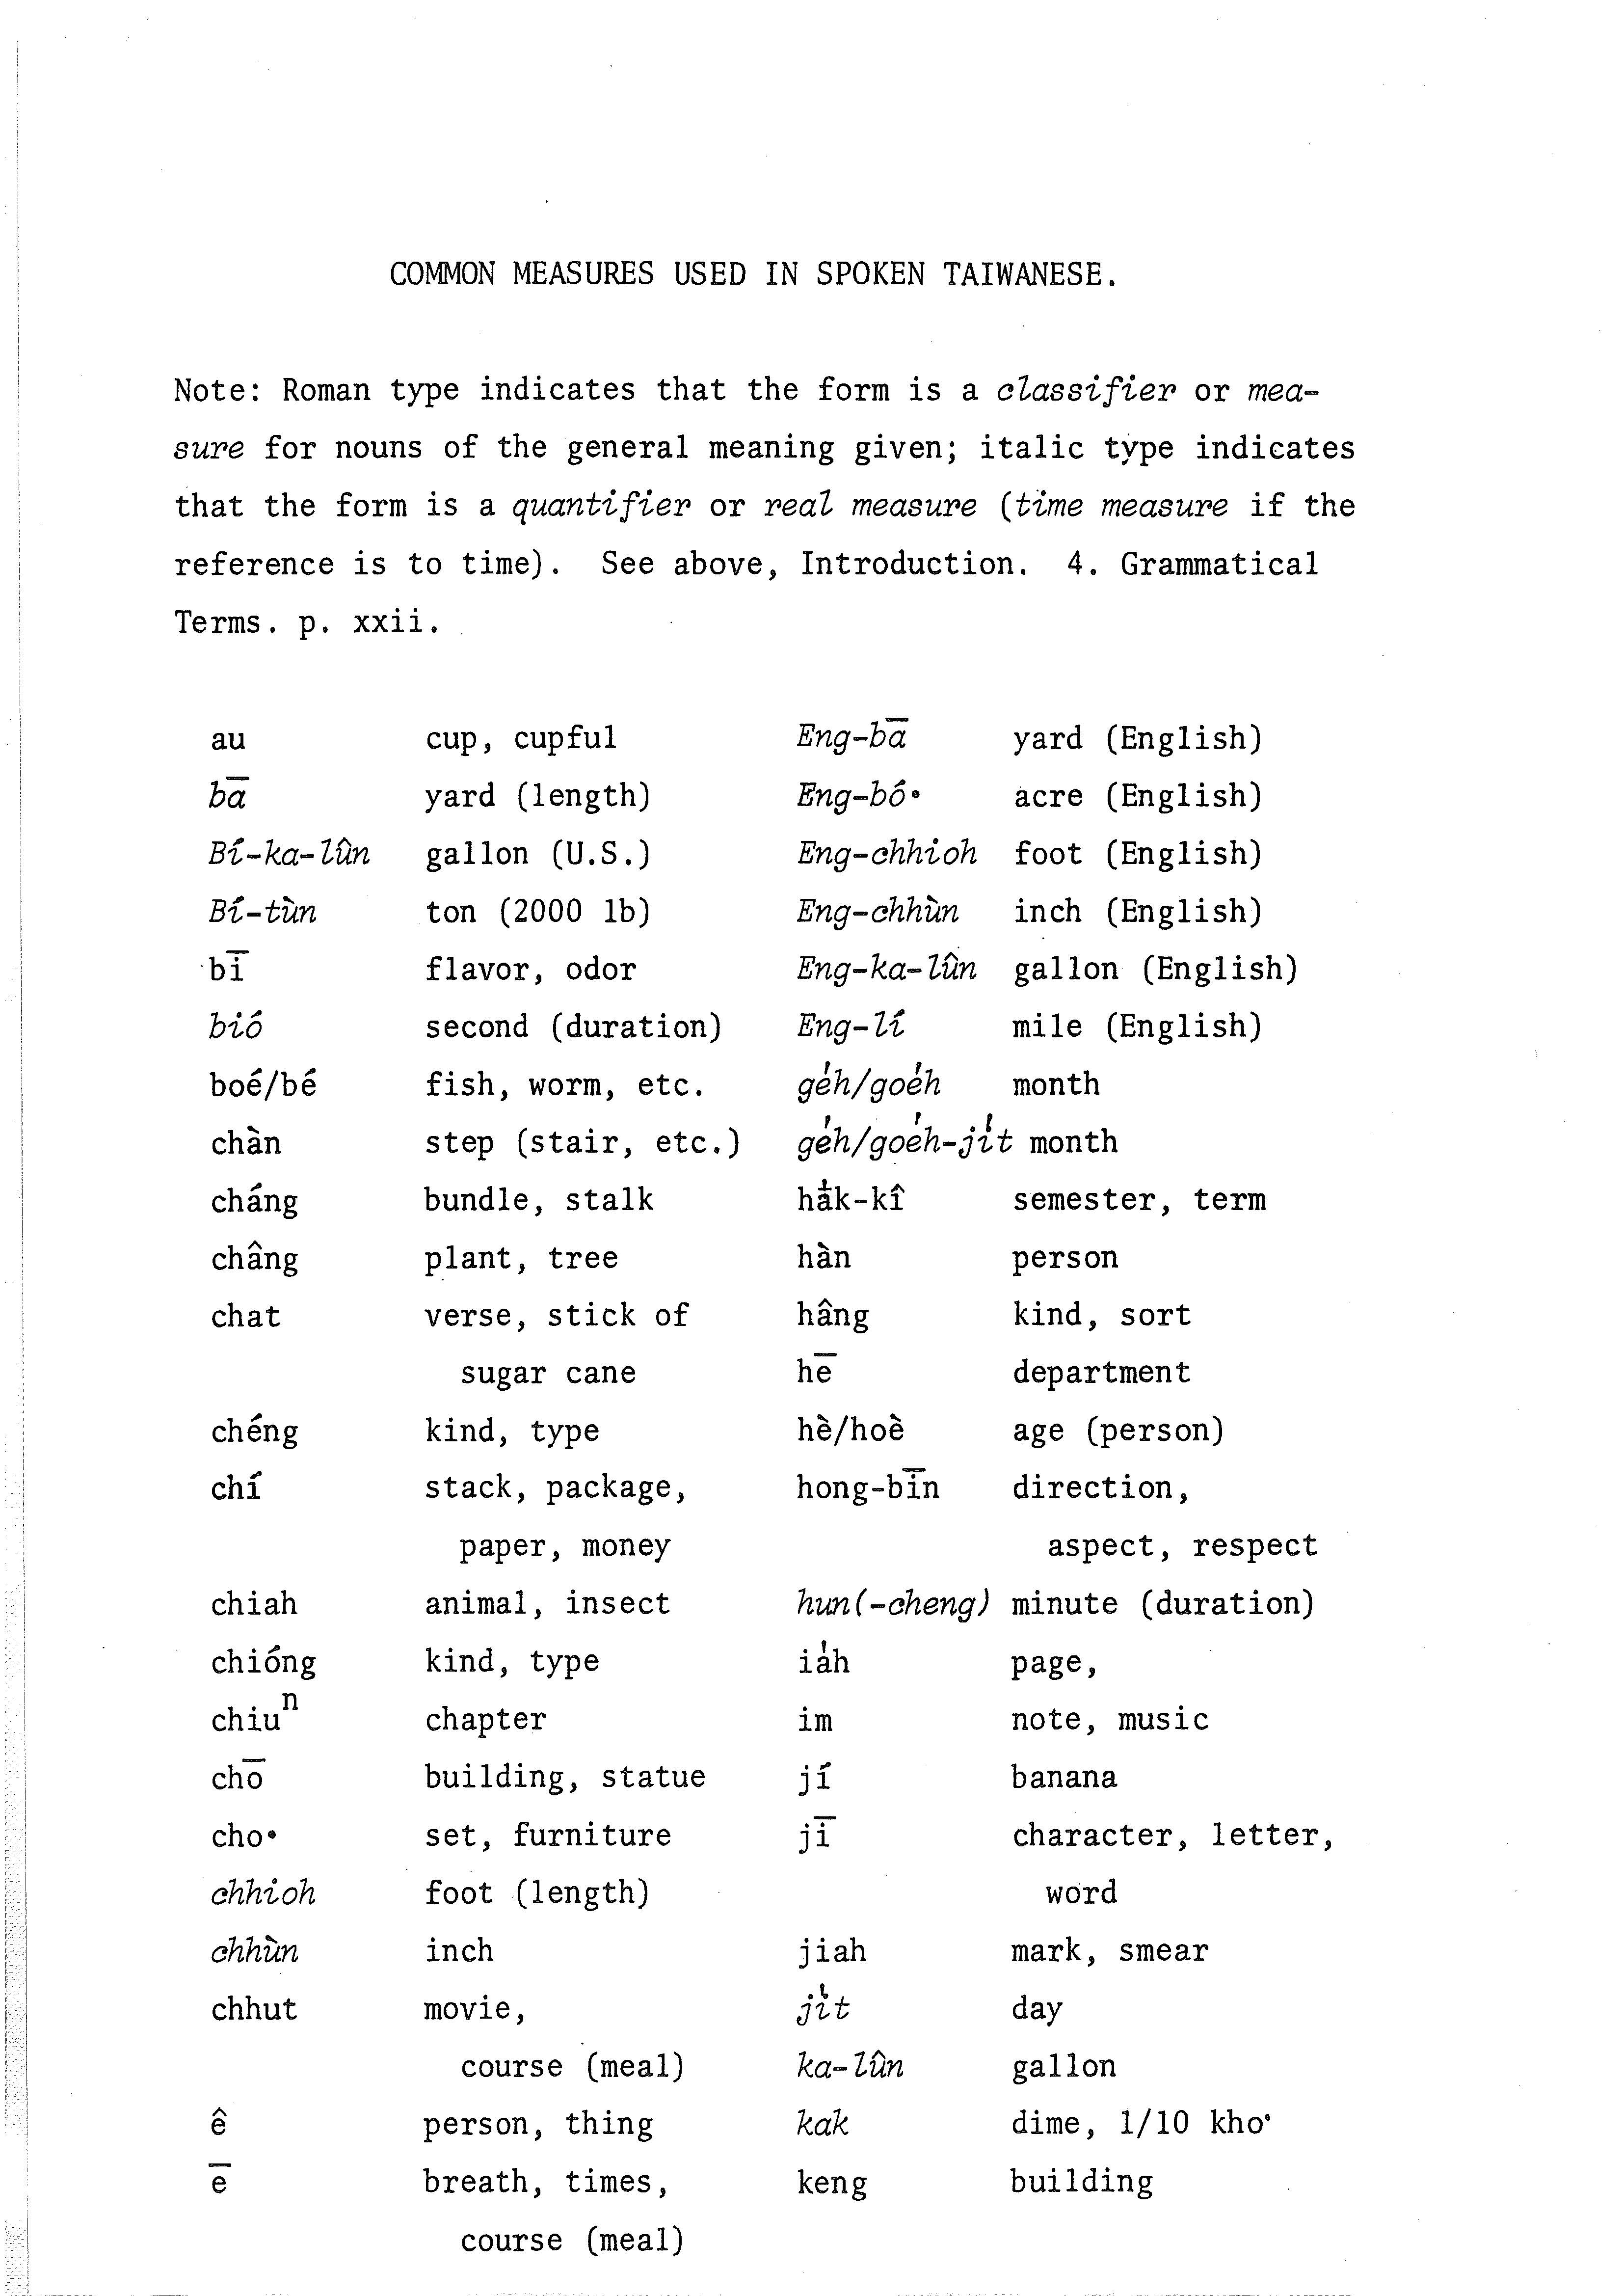 COMMON MEASURES USED IN SPOKEN TAIWANESE.
Note: Roman type indicates that the form is a classifier or mea-
sure for nouns of the general meaning given; italic type indicates
that the form is a quantifier or real measure (time measure if the
reference is to time). See above, Introduction. 4. Grammatical
Terms. p. xxii.
au cup, cupful
bā yard (length)
Bí-ka-lûn gallon (U.S.)
Bí-tùn ton (2000 lb)
bī flavor, odor
bió second (duration)
boé/bé fish, worm, etc.
chàn step (stair, etc.)
cháng bundle, stalk
châng plant, tree
chat verse, stick of
sugar cane
chéng kind, type
chí stack, package,
paper, money
chiah animal, insect
chióng kind, type
chiuⁿ chapter
chō building, statue
cho͘ set, furniture
chhioh foot (length)
chhùn inch
chhut movie,
course (meal)
ê person, thing
ē breath, times,
course (meal)
Eng-bā yard (English)
Eng-bó͘ acre (English)
Eng-chhioh foot (English)
Eng-chhùn inch (English)
Eng-ka-lûn gallon (English)
Eng-lí mile (English)
ge̍h/goe̍h month
ge̍h/goe̍h-ji̍t month
ha̍k-kî semester, term
hàn person
hâng kind, sort
hē department
hè/hoè age (person)
hong-bīn direction,
aspect, respect
hun(-cheng) minute (duration)
ia̍h page,
im note, music
jí banana
jī character, letter,
word
jiah mark, smear
ji̍t day
ka-lûn gallon
kak dime, 1/10 kho͘
keng building